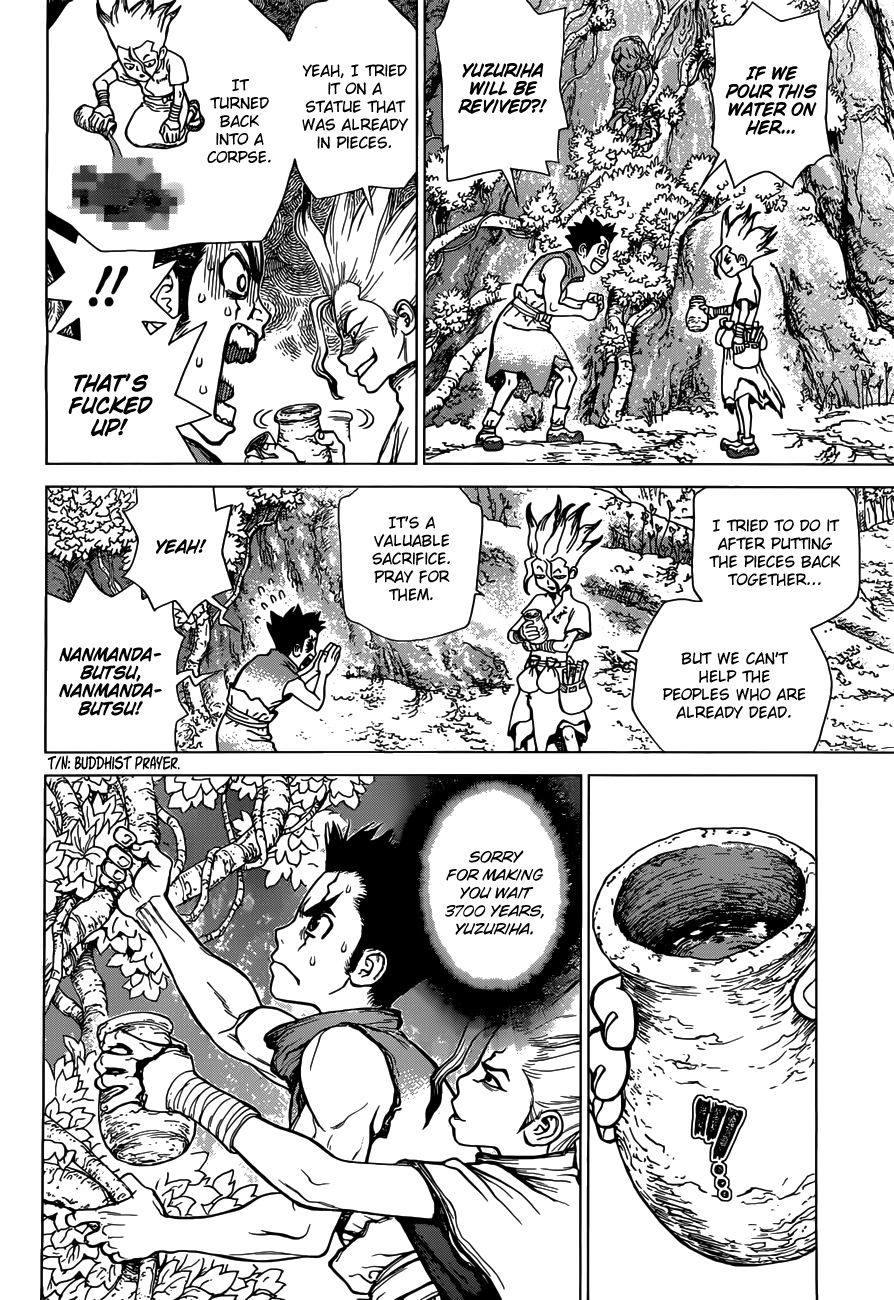 IF WE
POUR THIS
WATER ON
HER...
YUZURIHA
WILL BE
REVIVED?!
YEAH, I TRIED
IT ON A
STATUE THAT
WAS ALREADY
IN PIECES.
IT
TURNED
BACK
INTO A
CORPSE.
!!
THAT'S
FUCKED
UP!
I TRIED TO DO IT
AFTER PUTTING
THE PIECES BACK
TOGETHER...
BUT WE CAN'T
HELP THE
PEOPLES WHO ARE
ALREADY DEAD.
IT'S A
VALUABLE
SACRIFICE.
PRAY FOR
THEM.
YEAH!
NANMANDA-
BUTSU,
NANMANDA-
BUTSU!
T/N: BUDDHIST PRAYER.
SORRY
FOR MAKING
YOU WAIT
3700 YEARS,
YUZURIHA.